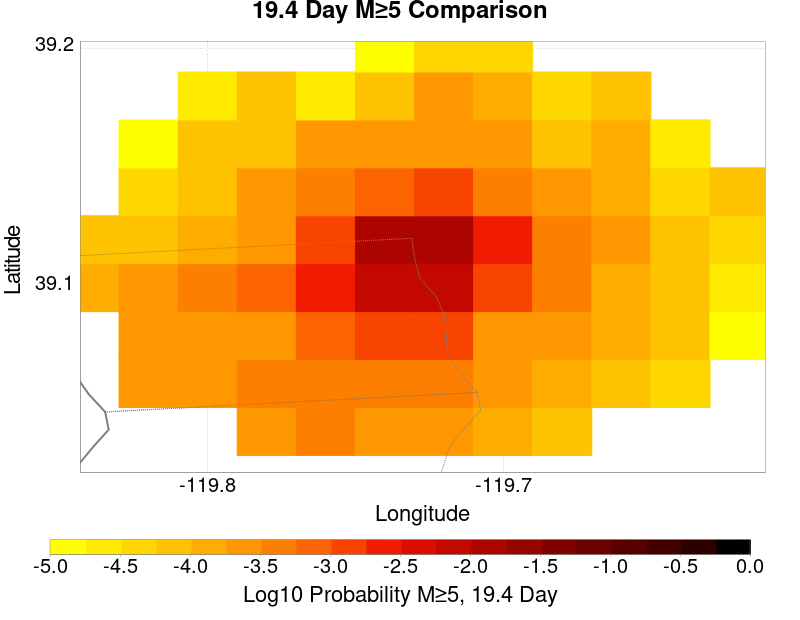 19.4 Day M≥5 Comparison
39.2
39.1
Latitude
-119.8 -119.7
Longitude
-5.0 -4.5 -4.0 -3.5 -3.0 -2.5 -2.0 -1.5 -1.0 -0.5 0.0
Log10 Probability M≥5, 19.4 Day